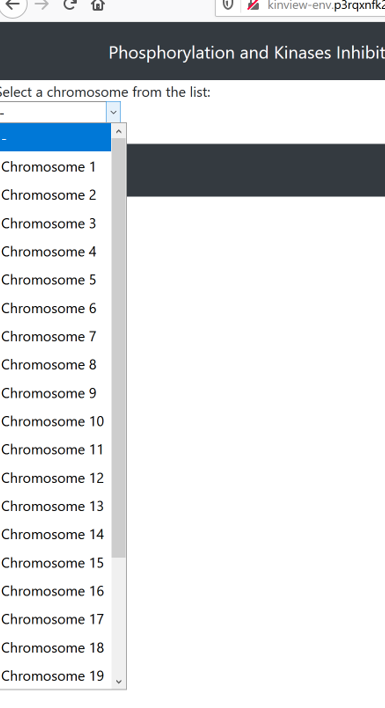 kinview-env.p3rqxnfk2
Phosphorylation and Kinases Inhibit
Select a chromosome from the list:
-
-
Chromosome 1
Chromosome 2
Chromosome 3
Chromosome 4
Chromosome 5
Chromosome 6
Chromosome 7
Chromosome 8
Chromosome 9
Chromosome 10
Chromosome 11
Chromosome 12
Chromosome 13
Chromosome 14
Chromosome 15
Chromosome 16
Chromosome 17
Chromosome 18
Chromosome 19